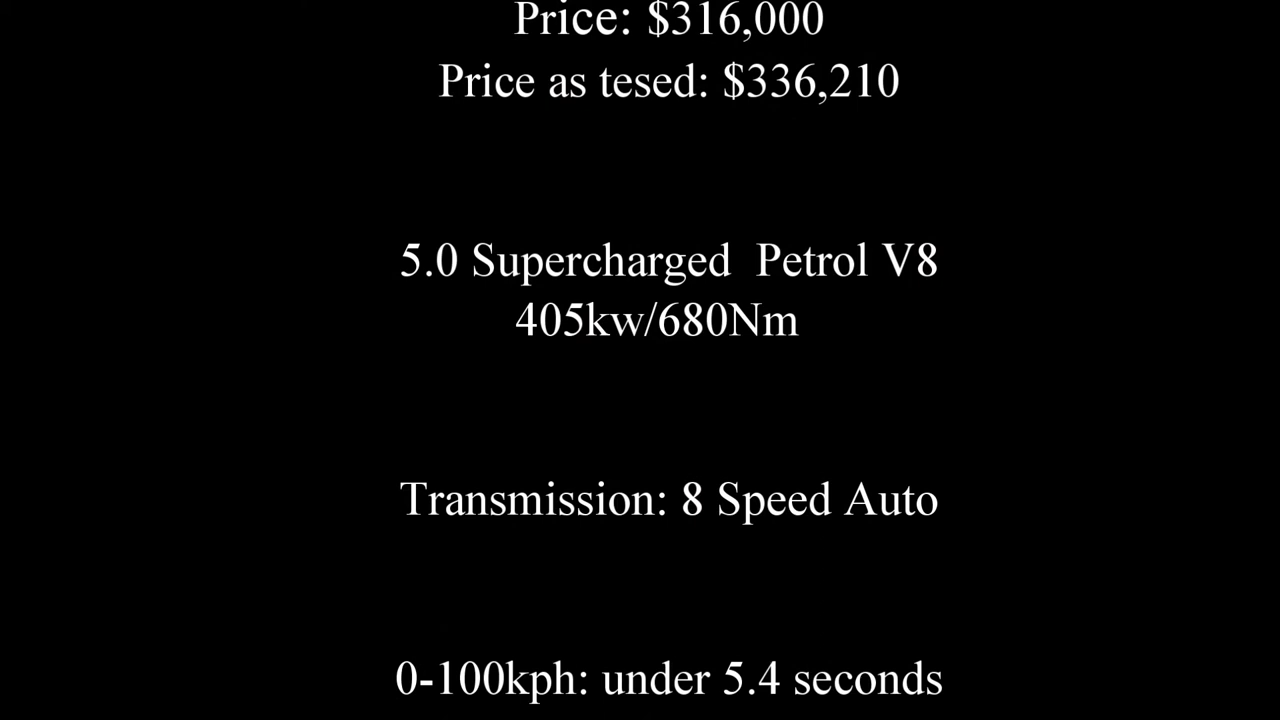 Price: $316,000
Price as tesed: $336,210
5.0 Supercharged  Petrol V8
405kw/680Nm
Transmission: 8 Speed Auto
0-100kph: under 5.4 seconds